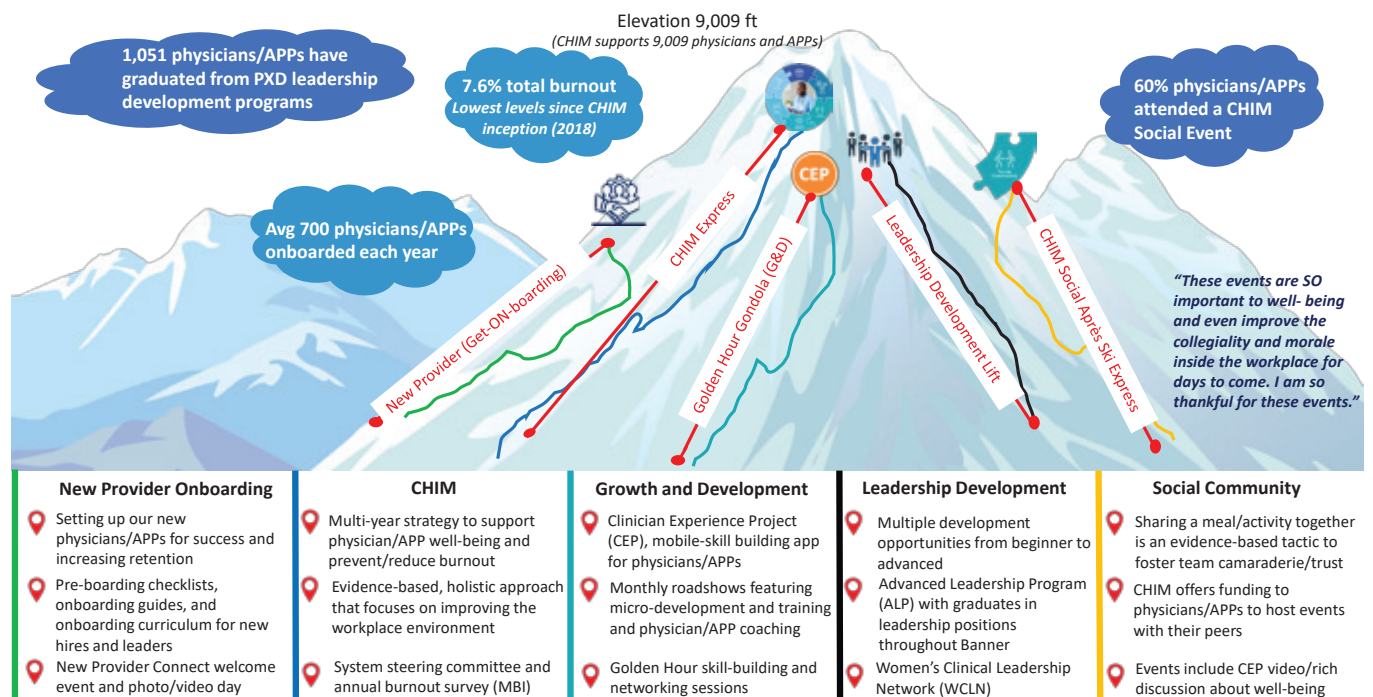 Elevation 9,009 ft
(CHIM supports 9,009 physicians and APPs)
1,051 physicians/APPs have
graduated from PXD leadership
development programs
7.6% total burnout
Lowest levels since CHIM
inception (2018)
60% physicians/APPs
attended a CHIM
Social Event
Avg 700 physicians/APPs
onboarded each year
CEP
New Provider (Get-ON-boarding)
CHIM Express
Golden Hour Gondola (G&D)
Leadership Development Lift
CHIM Social Après Ski Express
“These events are SO
important to well- being
and even improve the
collegiality and morale
inside the workplace for
days to come. I am so
thankful for these events.”
New Provider Onboarding
Setting up our new
physicians/APPs for success and
increasing retention
Pre-boarding checklists,
onboarding guides, and
onboarding curriculum for new
hires and leaders
New Provider Connect welcome
event and photo/video day
CHIM
Multi-year strategy to support
physician/APP well-being and
prevent/reduce burnout
Evidence-based, holistic approach
that focuses on improving the
workplace environment
System steering committee and
annual burnout survey (MBI)
Growth and Development
Clinician Experience Project
(CEP), mobile-skill building app
for physicians/APPs
Monthly roadshows featuring
micro-development and training
and physician/APP coaching
Golden Hour skill-building and
networking sessions
Leadership Development
Multiple development
opportunities from beginner to
advanced
Advanced Leadership Program
(ALP) with graduates in
leadership positions
throughout Banner
Women’s Clinical Leadership
Network (WCLN)
Social Community
Sharing a meal/activity together
is an evidence-based tactic to
foster team camaraderie/trust
CHIM offers funding to
physicians/APPs to host events
with their peers
Events include CEP video/rich
discussion about well-being